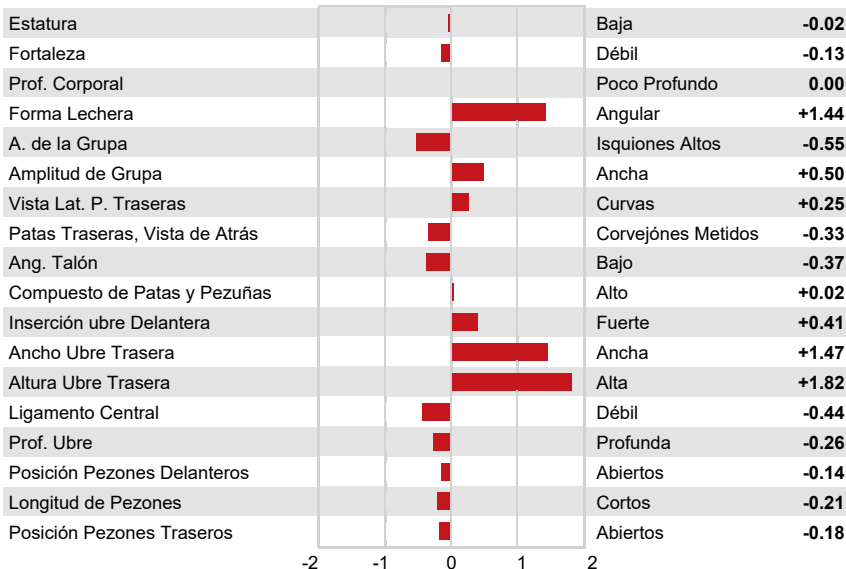 Estatura Baja -0.02
Fortaleza Débil -0.13
Prof. Corporal Poco Profundo 0.00
Forma Lechera Angular +1.44
A. de la Grupa Isquiones Altos -0.55
Amplitud de Grupa Ancha +0.50
Vista Lat. P. Traseras Curvas +0.25
Patas Traseras, Vista de Atrás Corvejónes Metidos -0.33
Ang. Talón Bajo -0.37
Compuesto de Patas y Pezuñas Alto +0.02
Inserción ubre Delantera Fuerte +0.41
Ancho Ubre Trasera Ancha +1.47
Altura Ubre Trasera Alta +1.82
Ligamento Central Débil -0.44
Prof. Ubre Profunda -0.26
Posición Pezones Delanteros Abiertos -0.14
Longitud de Pezones Cortos -0.21
Posición Pezones Traseros Abiertos -0.18
-2 -1 0 1 2